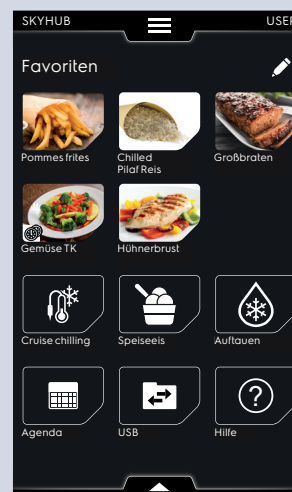 SKYHUB USER
Favoriten
Pommes frites Chilled Großbraten
Pilaf Reis
Gemüse TK Hühnerbrust
Cruise chilling Speiseeis Auftauen
Agenda USB Hilfe